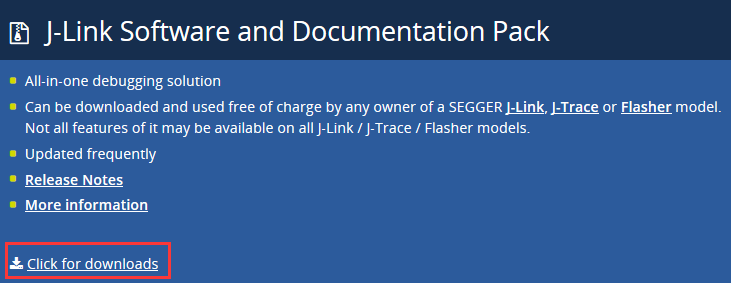 J-Link Software and Documentation Pack
All-in-one debugging solution
Can be downloaded and used free of charge by any owner of a SEGGER J-Link, J-Trace or Flasher model.
Not all features of it may be available on all J-Link / J-Trace / Flasher models.
Updated frequently
Release Notes
More information
Click for downloads